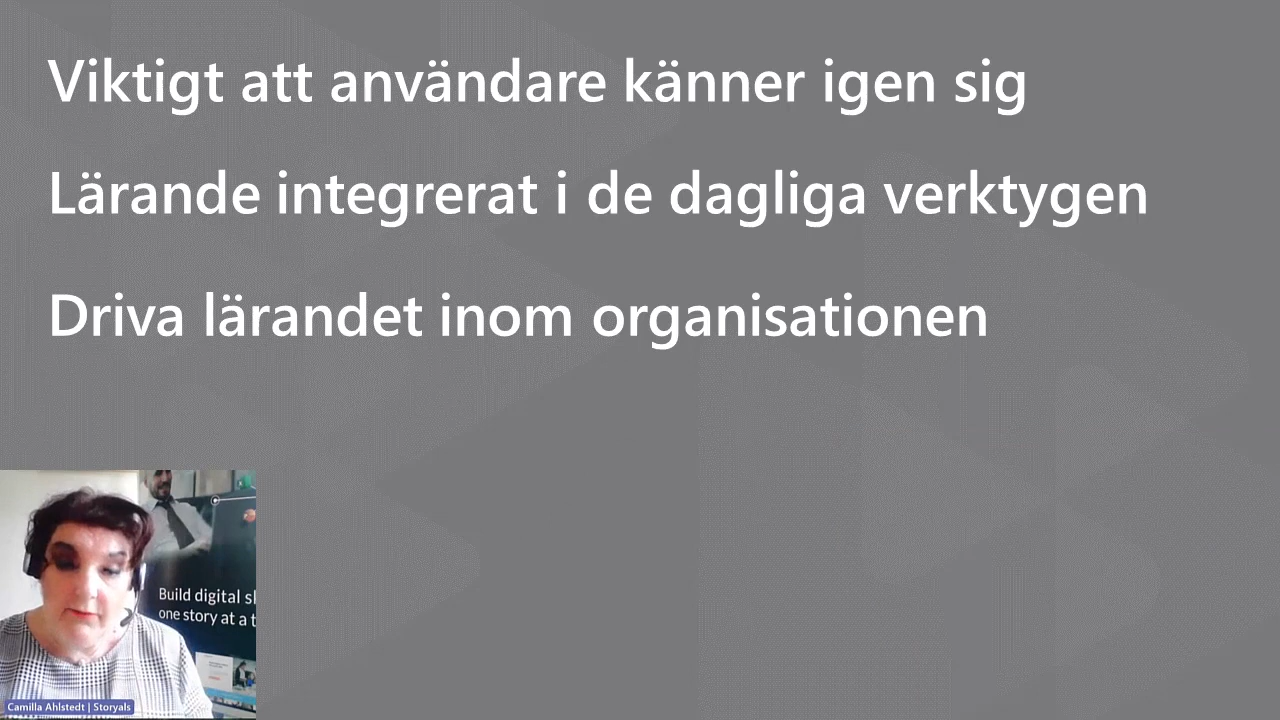 Viktigt att användare känner igen sig
Lärande integrerat i de dagliga verktygen
Driva lärandet inom organisationen
Build digital
one story at a
Camilla Ahlstedt | Storyals